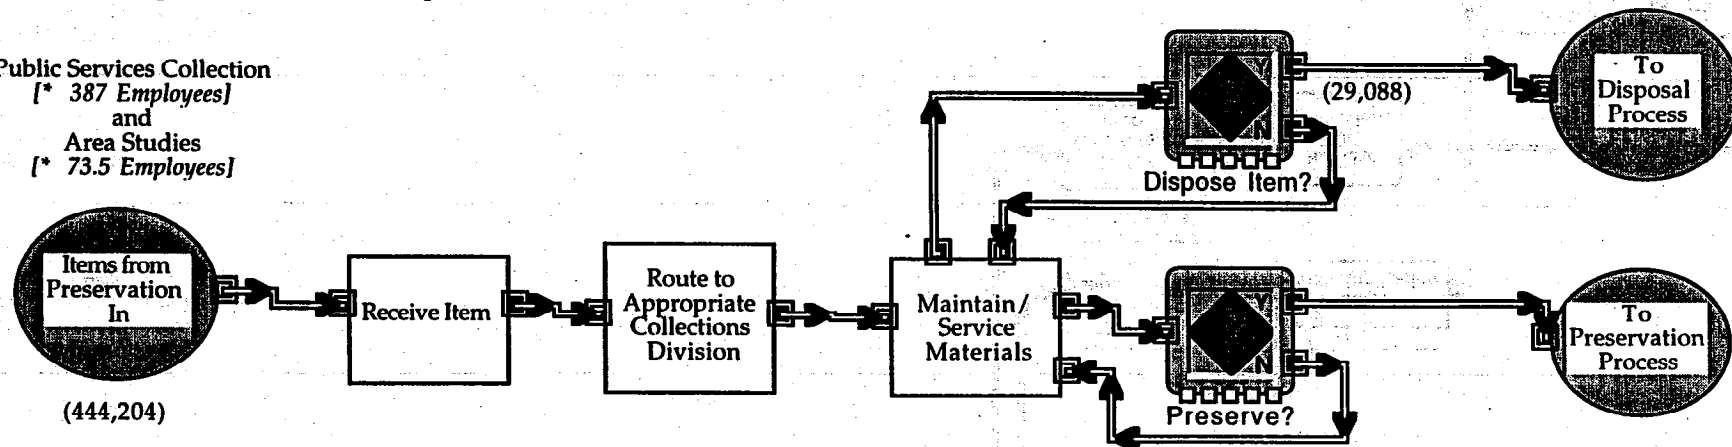 Public Services Collection
[* 387 Employees]
and
Area Studies
[* 73.5 Employees]
Items from
Preservation
In
(444,204)
Receive Item
Route to
Appropriate
Collections
Division
Maintain/
Service
Materials
Y
N
Dispose Item?
(29,088)
To
Disposal
Process
Y
N
Preserve?
To
Preservation
Process